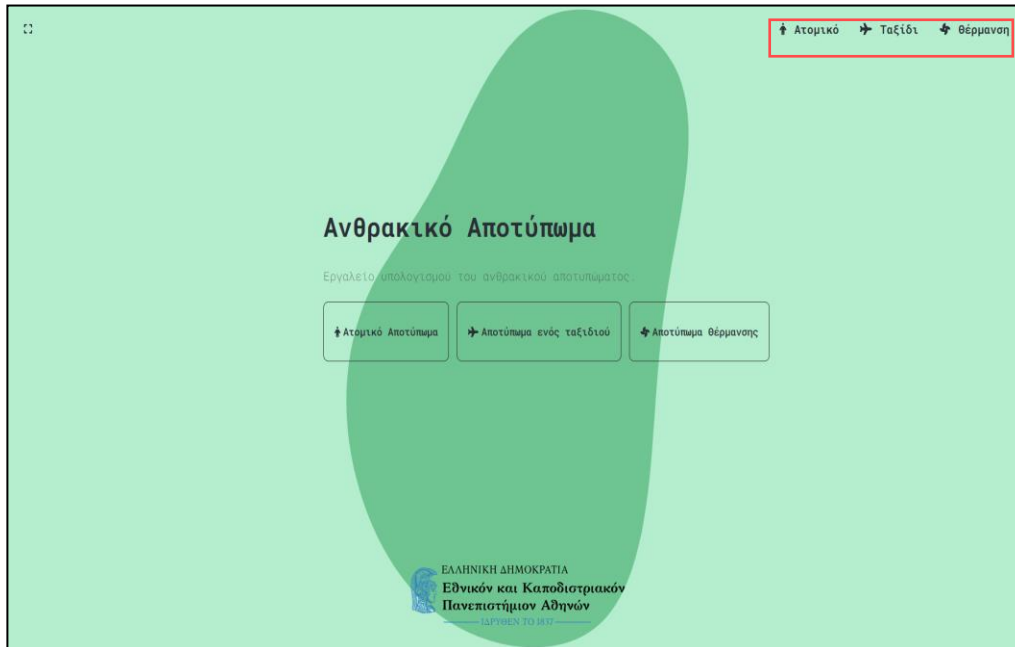 Ατομικό Ταξίδι Θέρμανση
Ανθρακικό Αποτύπωμα
Εργαλείο υπολογισμού του ανθρακικού αποτυπώματος.
Ατομικό Αποτύπωμα Αποτύπωμα ενός ταξιδιού Αποτύπωμα Θέρμανσης
ΕΛΛΗΝΙΚΗ ΔΗΜΟΚΡΑΤΙΑ
Εθνικόν και Καποδιστριακόν
Πανεπιστήμιον Αθηνών
ΙΔΡΥΘΕΝ ΤΟ 1837